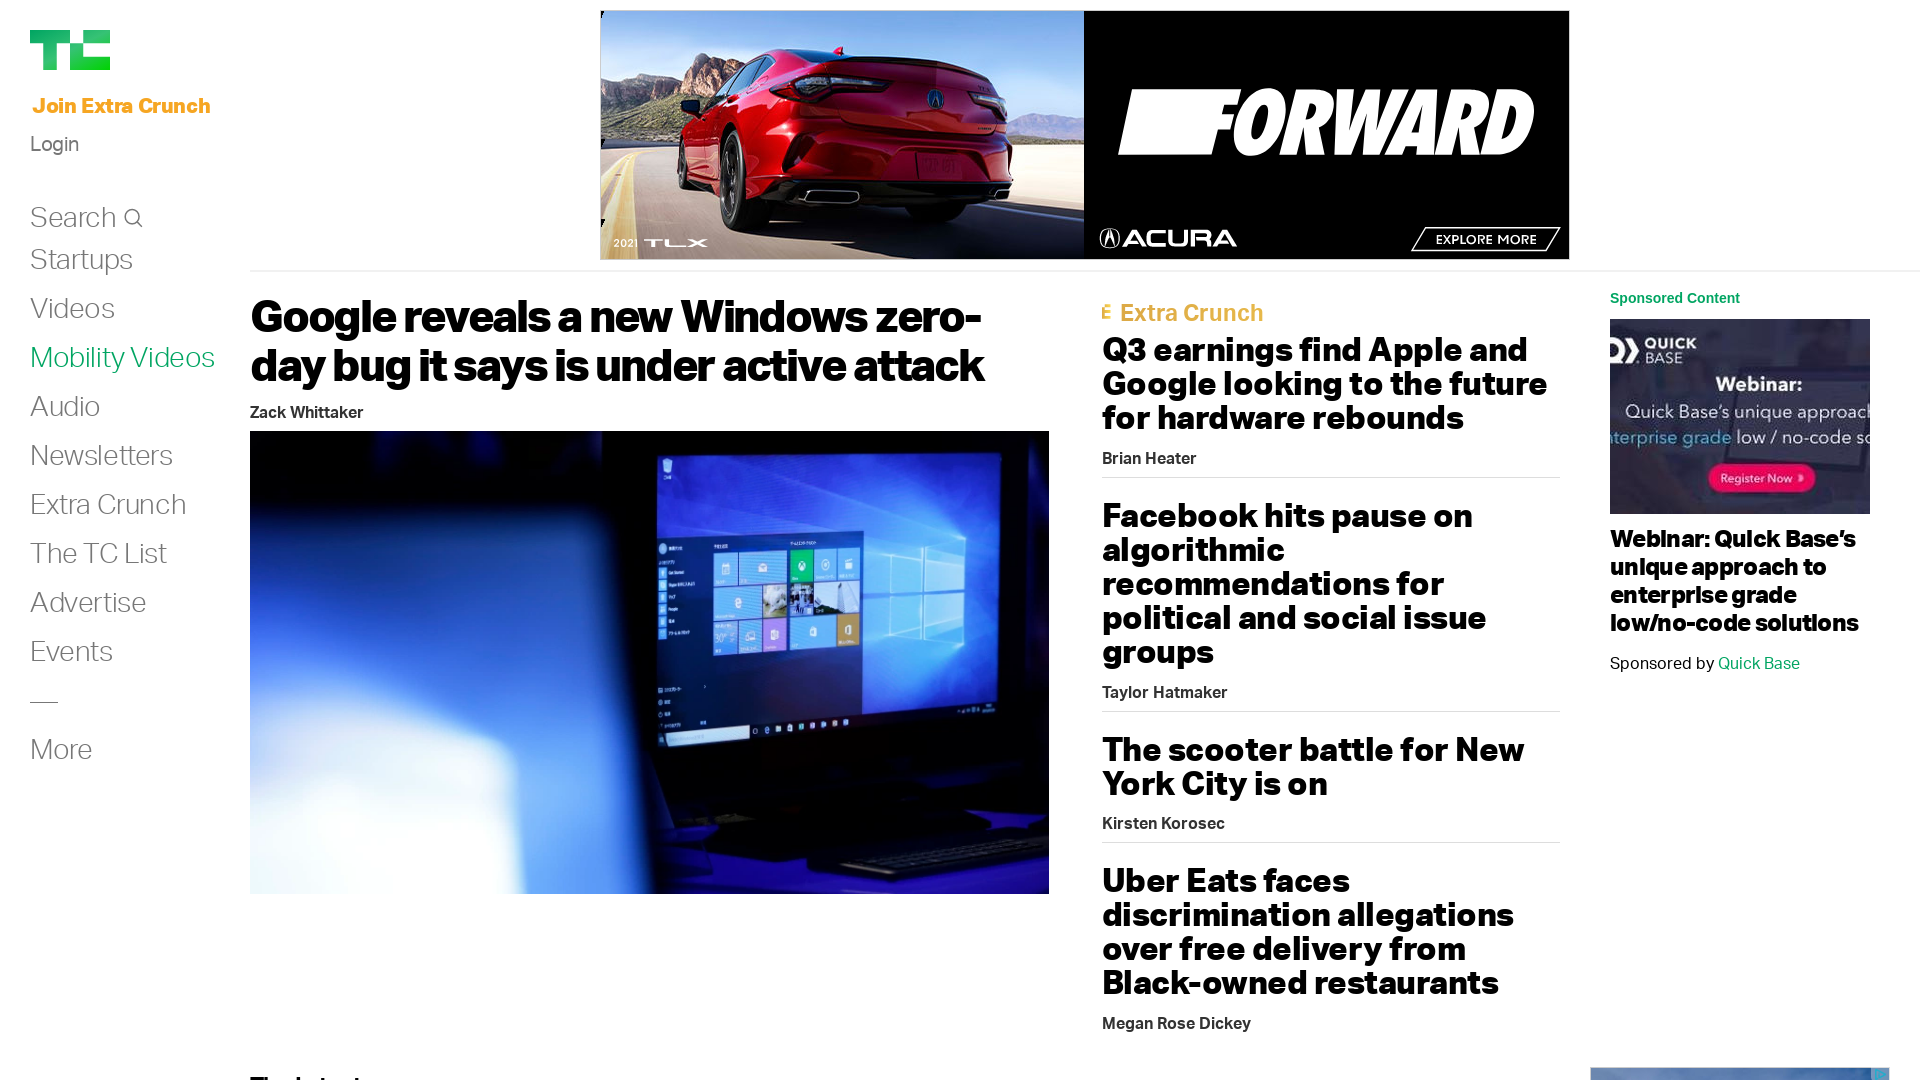 TC
Join Extra Crunch
Login
Search
Startups
Videos
Mobility Videos
Audio
Newsletters
Extra Crunch
The TC List
Advertise
Events
More
2021 TLX
FORWARD
ACURA
EXPLORE MORE
Google reveals a new Windows zero-
day bug it says is under active attack
Zack Whittaker
Extra Crunch
Q3 earnings find Apple and
Google looking to the future
for hardware rebounds
Brian Heater
Facebook hits pause on
algorithmic
recommendations for
political and social issue
groups
Taylor Hatmaker
The scooter battle for New
York City is on
Kirsten Korosec
Uber Eats faces
discrimination allegations
over free delivery from
Black-owned restaurants
Megan Rose Dickey
Sponsored Content
QUICK
BASE
Webinar:
Quick Base's unique approach
nterprise grade low / no-code so
Register Now
Webinar: Quick Base's
unique approach to
enterprise grade
low/no-code solutions
Sponsored by Quick Base